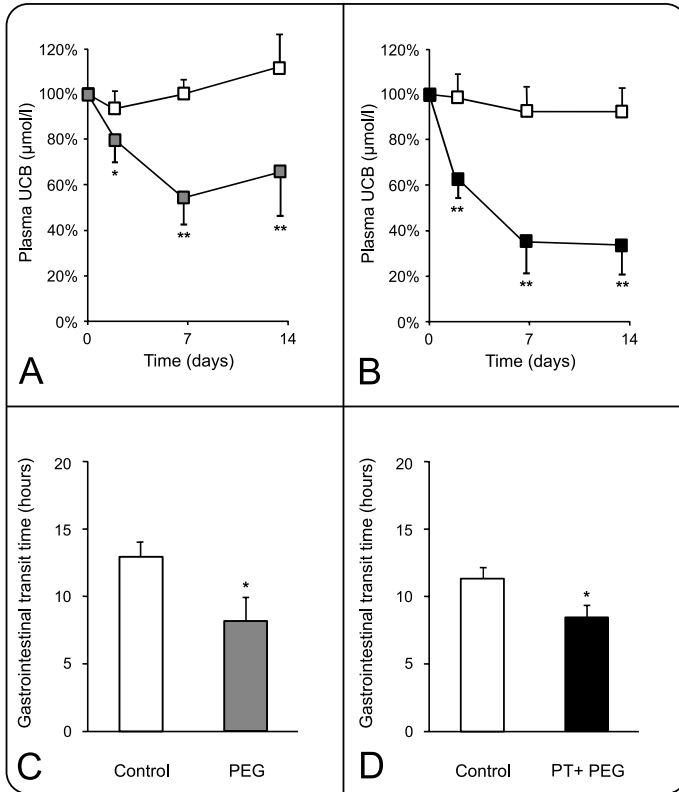 120%
100%
80%
60%
40%
20%
0%
Plasma UCB (μmol/l)
*
**
**
0
7
14
Time (days)
A
120%
100%
80%
60%
40%
20%
0%
Plasma UCB (μmol/l)
**
**
**
0
7
14
Time (days)
B
20
15
10
5
0
Gastrointestinal transit time (hours)
*
Control
PEG
C
20
15
10
5
0
Gastrointestinal transit time (hours)
*
Control
PT+ PEG
D